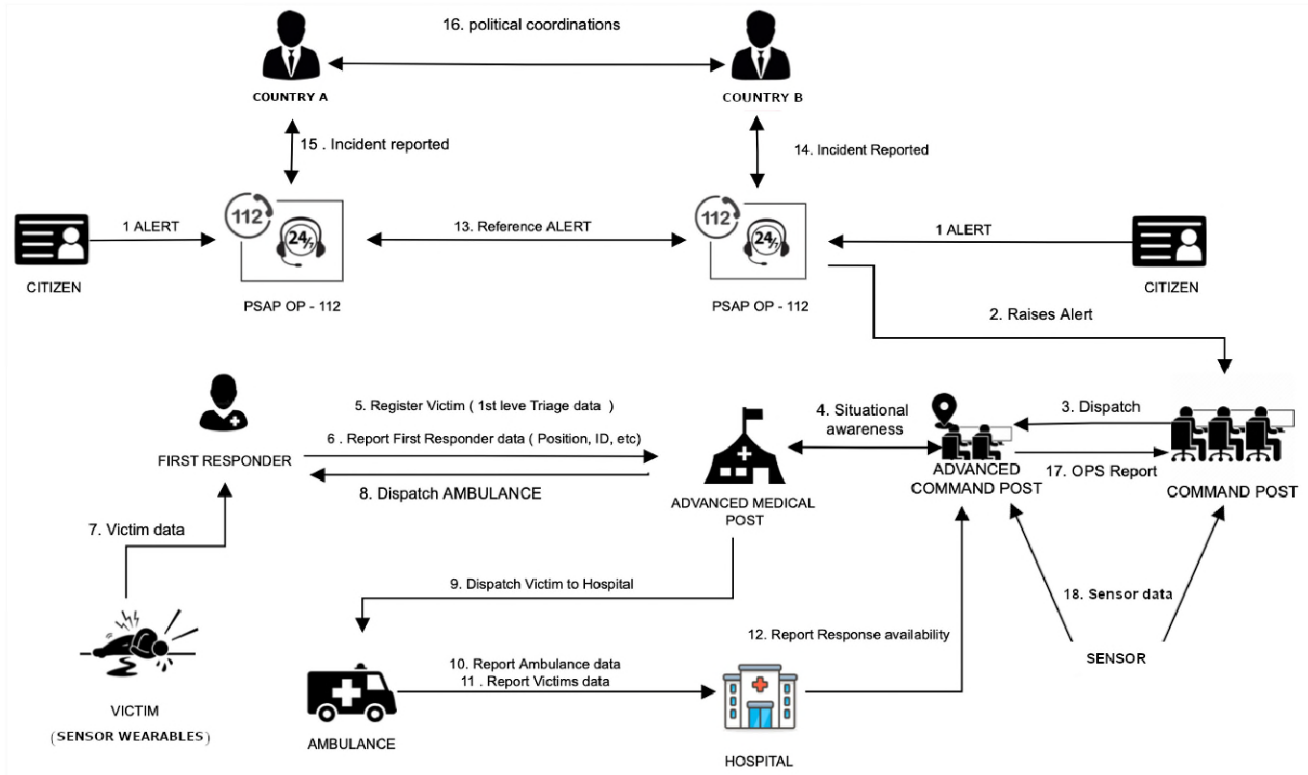 16. political coordinations
COUNTRY A
COUNTRY B
15 . Incident reported
14. Incident Reported
112
24/7
112
24/7
1 ALERT
13. Reference ALERT
1 ALERT
CITIZEN
PSAP OP - 112
PSAP OP - 112
CITIZEN
2. Raises Alert
5. Register Victim ( 1st leve Triage data )
6 . Report First Responder data ( Position, ID, etc)
4. Situational
awareness
3. Dispatch
FIRST RESPONDER
8. Dispatch AMBULANCE
ADVANCED MEDICAL
POST
ADVANCED
COMMAND POST
17. OPS Report
COMMAND POST
7. Victim data
9. Dispatch Victim to Hospital
18. Sensor data
12. Report Response availability
SENSOR
10. Report Ambulance data
11 . Report Victims data
VICTIM
(SENSOR WEARABLES)
AMBULANCE
HOSPITAL